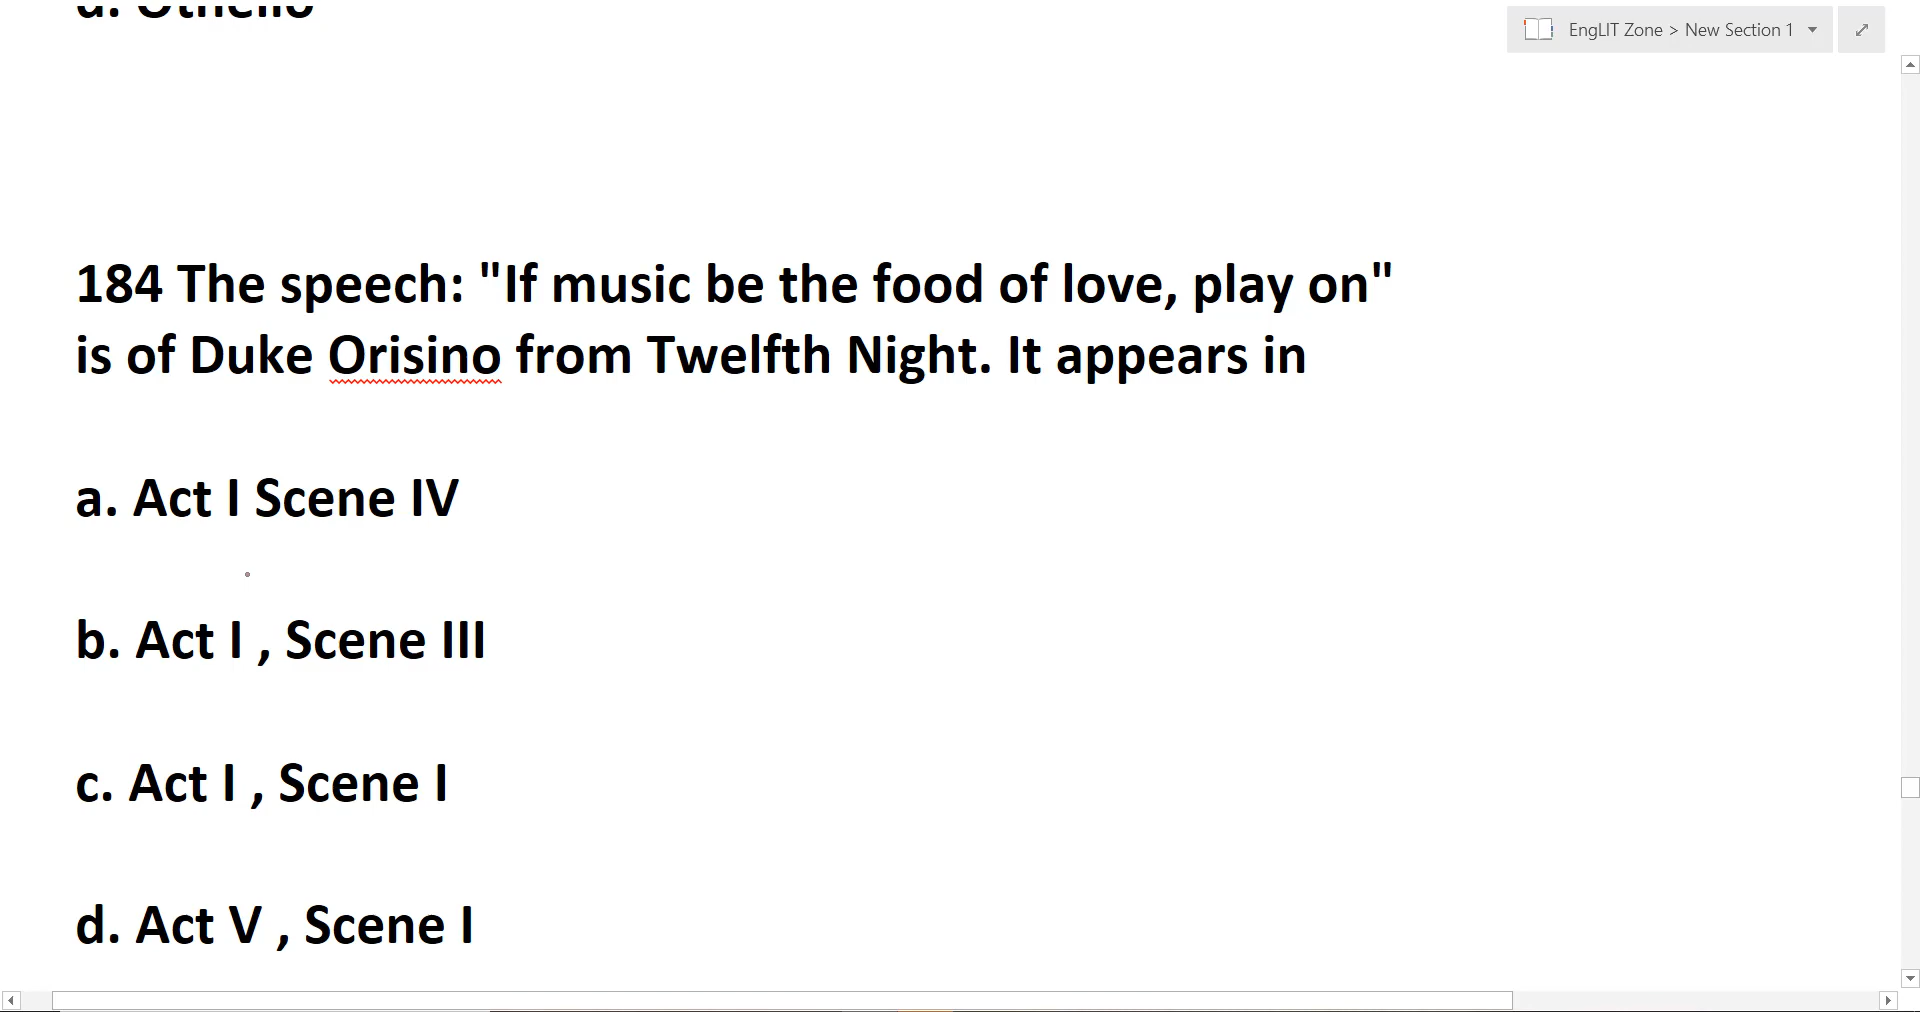 d. Othello
EngLIT Zone > New Section 1
184 The speech: "If music be the food of love, play on"
is of Duke Orisino from Twelfth Night. It appears in
a. Act I Scene IV
b. Act I , Scene III
c. Act I , Scene I
d. Act V , Scene I